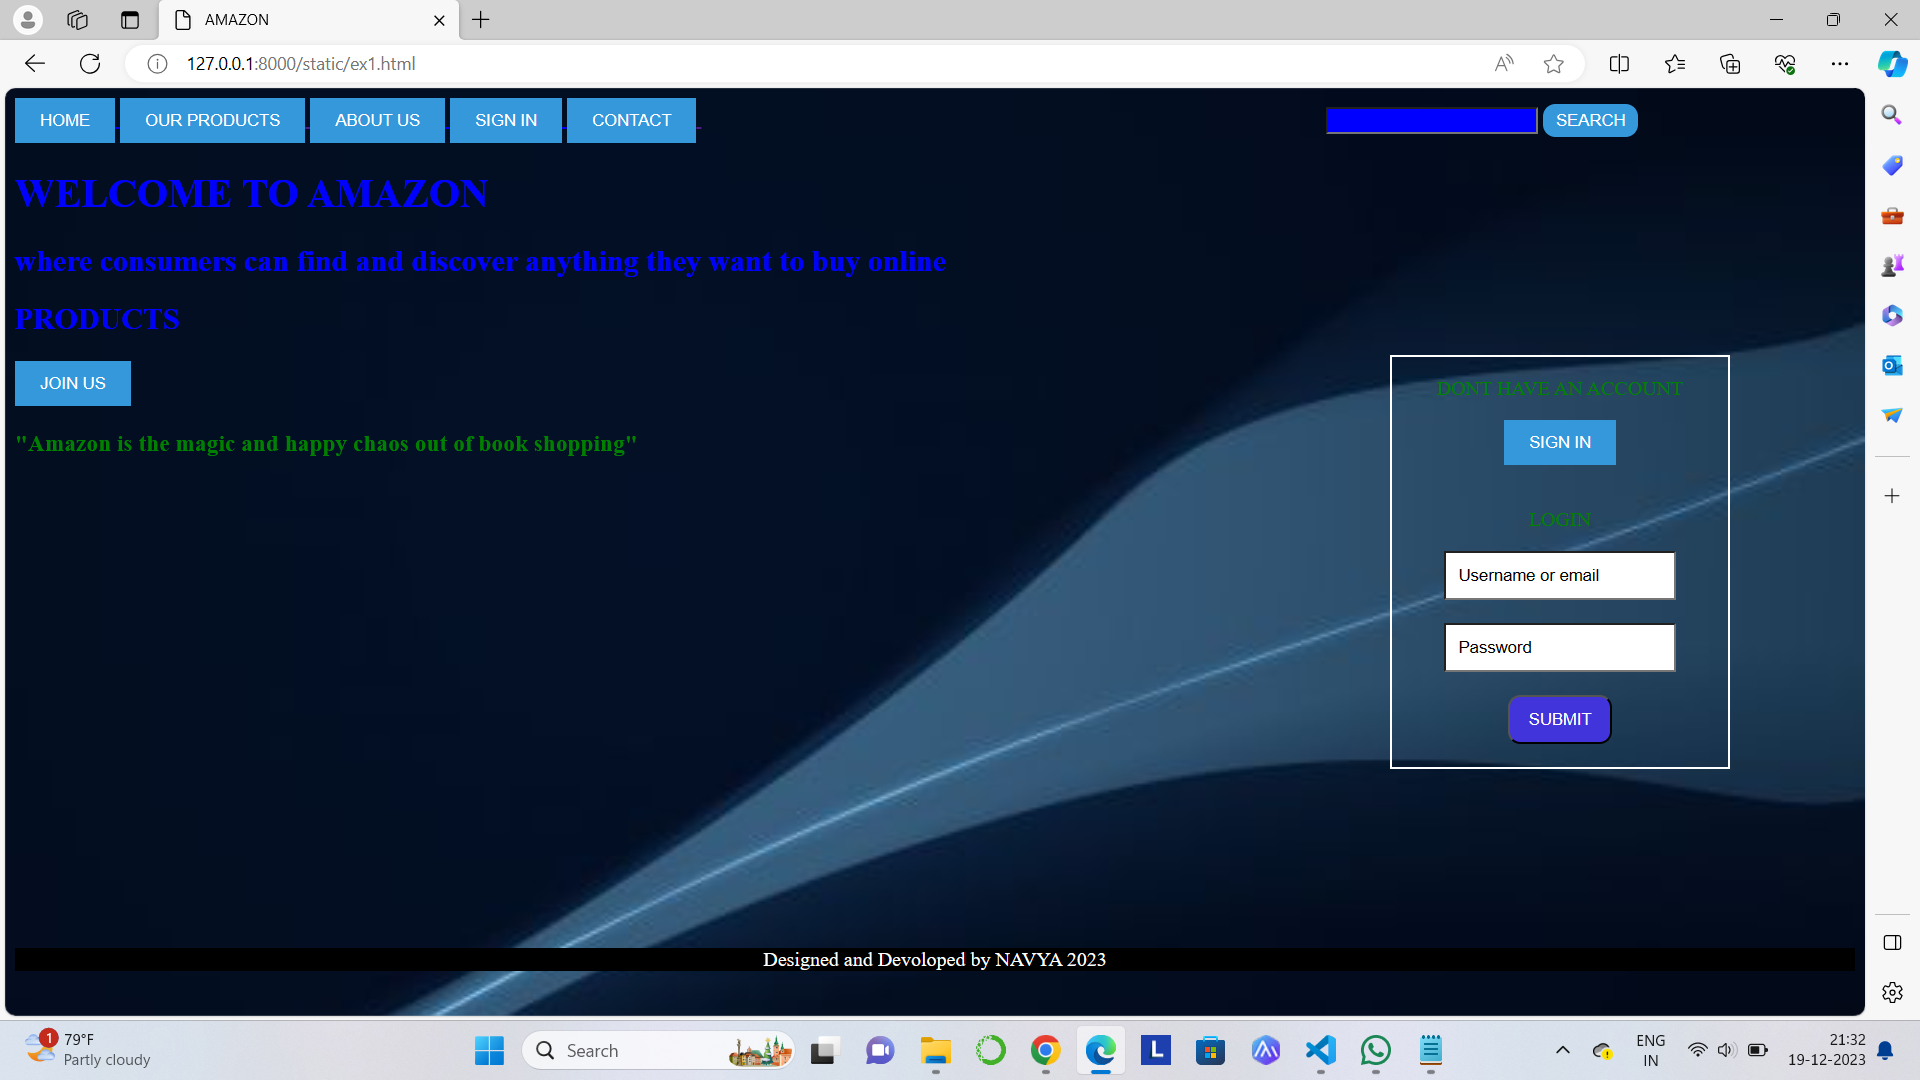 AMAZON
127.0.0.1:8000/static/ex1.html
HOME OUR PRODUCTS ABOUT US SIGN IN CONTACT SEARCH
WELCOME TO AMAZON
where consumers can find and discover anything they want to buy online
PRODUCTS
JOIN US
"Amazon is the magic and happy chaos out of book shopping"
DONT HAVE AN ACCOUNT
SIGN IN
LOGIN
Username or email
Password
SUBMIT
Designed and Devoloped by NAVYA 2023
1
79°F
Partly cloudy
Search
L
ENG
IN
21:32
19-12-2023